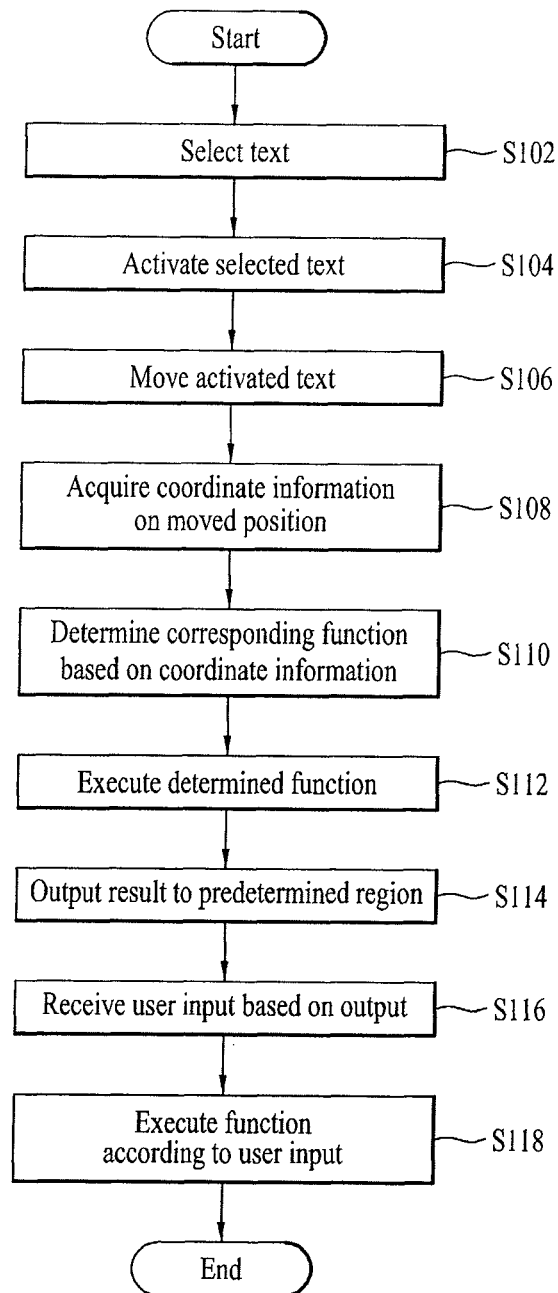 Start
Select text
S102
Activate selected text
S104
Move activated text
S106
Acquire coordinate information
on moved position
S108
Determine corresponding function
based on coordinate information
S110
Execute determined function
S112
Output result to predetermined region
S114
Receive user input based on output
S116
Execute function
according to user input
S118
End